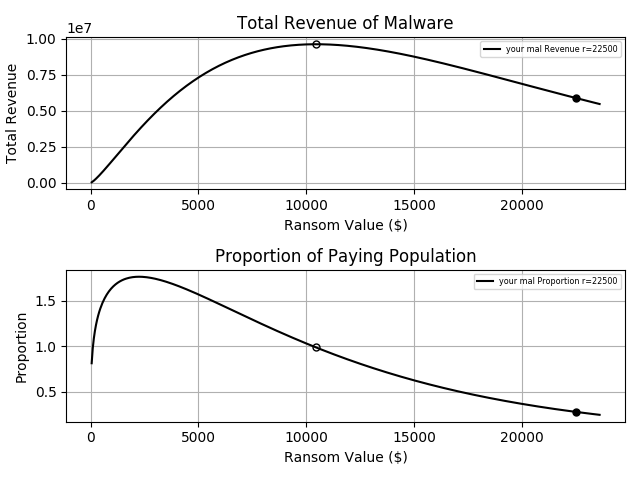 Total Revenue of Malware
1e7
your mal Revenue r=22500
1.00
0.75
0.50
0.25
0.00
Total Revenue
0 5000 10000 15000 20000
Ransom Value ($)
Proportion of Paying Population
your mal Proportion r=22500
1.5
1.0
0.5
Proportion
0 5000 10000 15000 20000
Ransom Value ($)